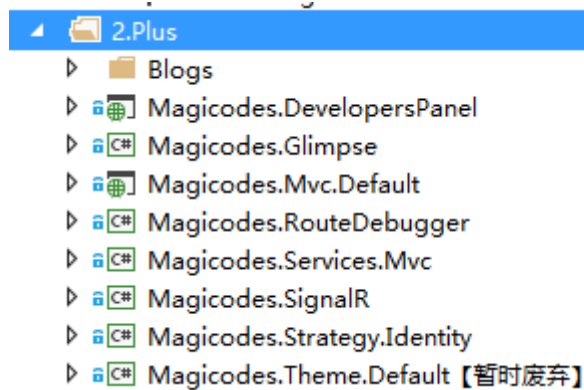 2.Plus
Blogs
Magicodes.DevelopersPanel
C# Magicodes.Glimpse
Magicodes.Mvc.Default
C# Magicodes.RouteDebugger
C# Magicodes.Services.Mvc
C# Magicodes.SignalR
C# Magicodes.Strategy.Identity
C# Magicodes.Theme.Default【暂时废弃】